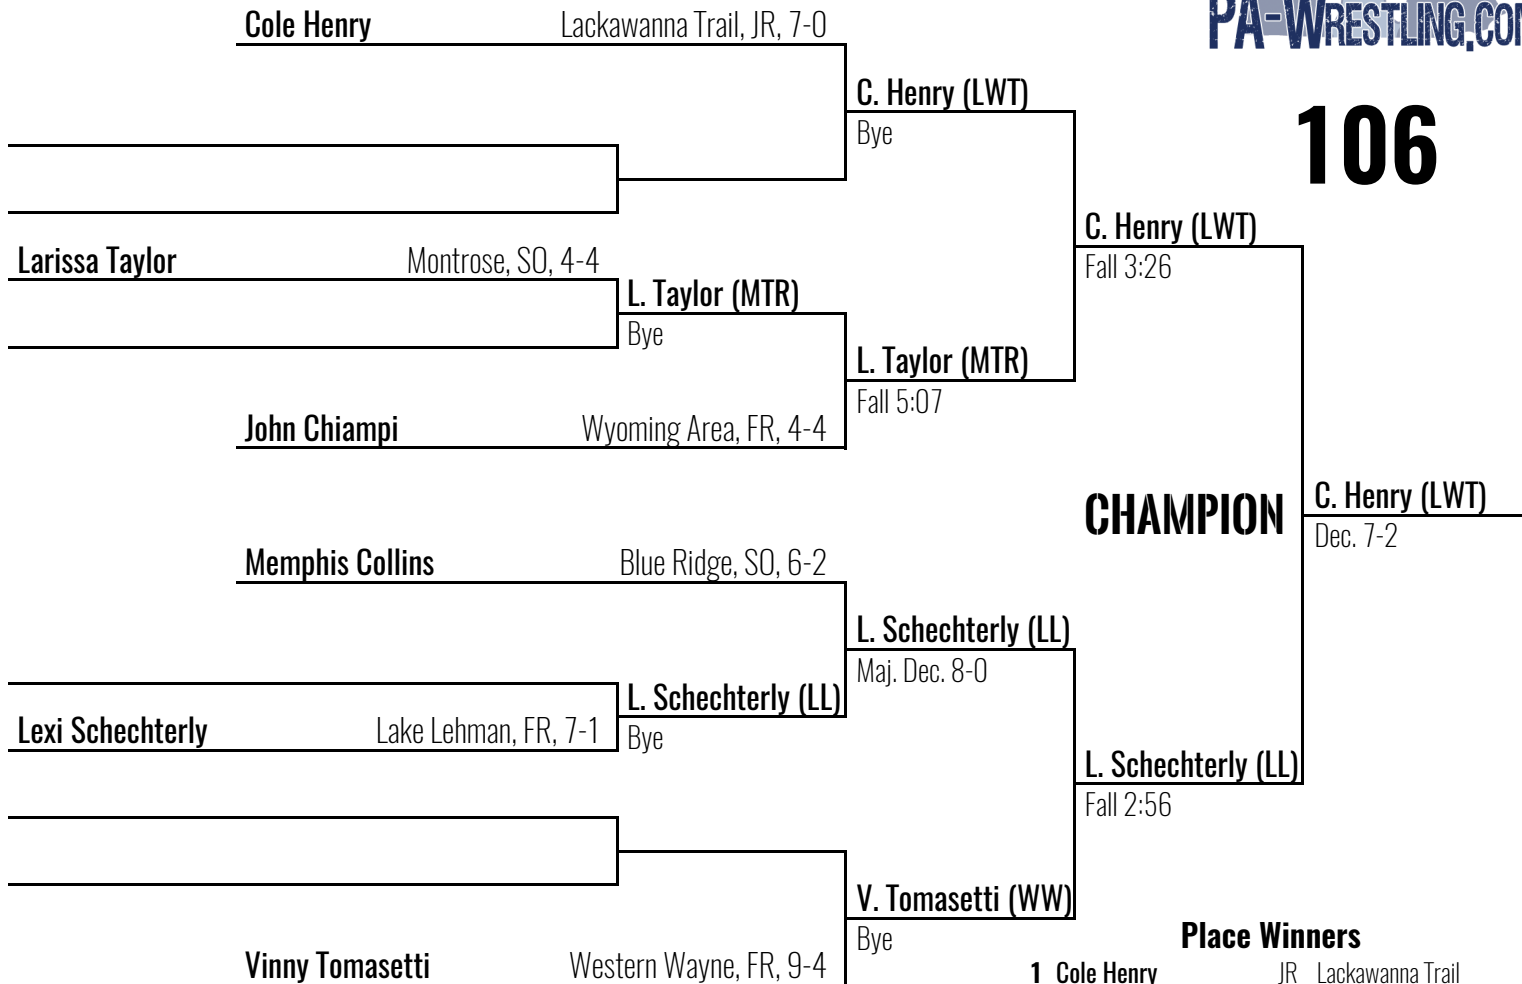 Cole Henry Lackawanna Trail, JR, 7-0
PA-WRESTLING.COM
C. Henry (LWT)
Bye
106
C. Henry (LWT)
Fall 3:26
Larissa Taylor Montrose, SO, 4-4
L. Taylor (MTR)
Bye
L. Taylor (MTR)
Fall 5:07
John Chiampi Wyoming Area, FR, 4-4
CHAMPION
C. Henry (LWT)
Dec. 7-2
Memphis Collins Blue Ridge, SO, 6-2
L. Schechterly (LL)
Maj. Dec. 8-0
L. Schechterly (LL)
Lexi Schechterly Lake Lehman, FR, 7-1
Bye
L. Schechterly (LL)
Fall 2:56
V. Tomasetti (WW)
Bye
Place Winners
Vinny Tomasetti Western Wayne, FR, 9-4
1 Cole Henry JR Lackawanna Trail